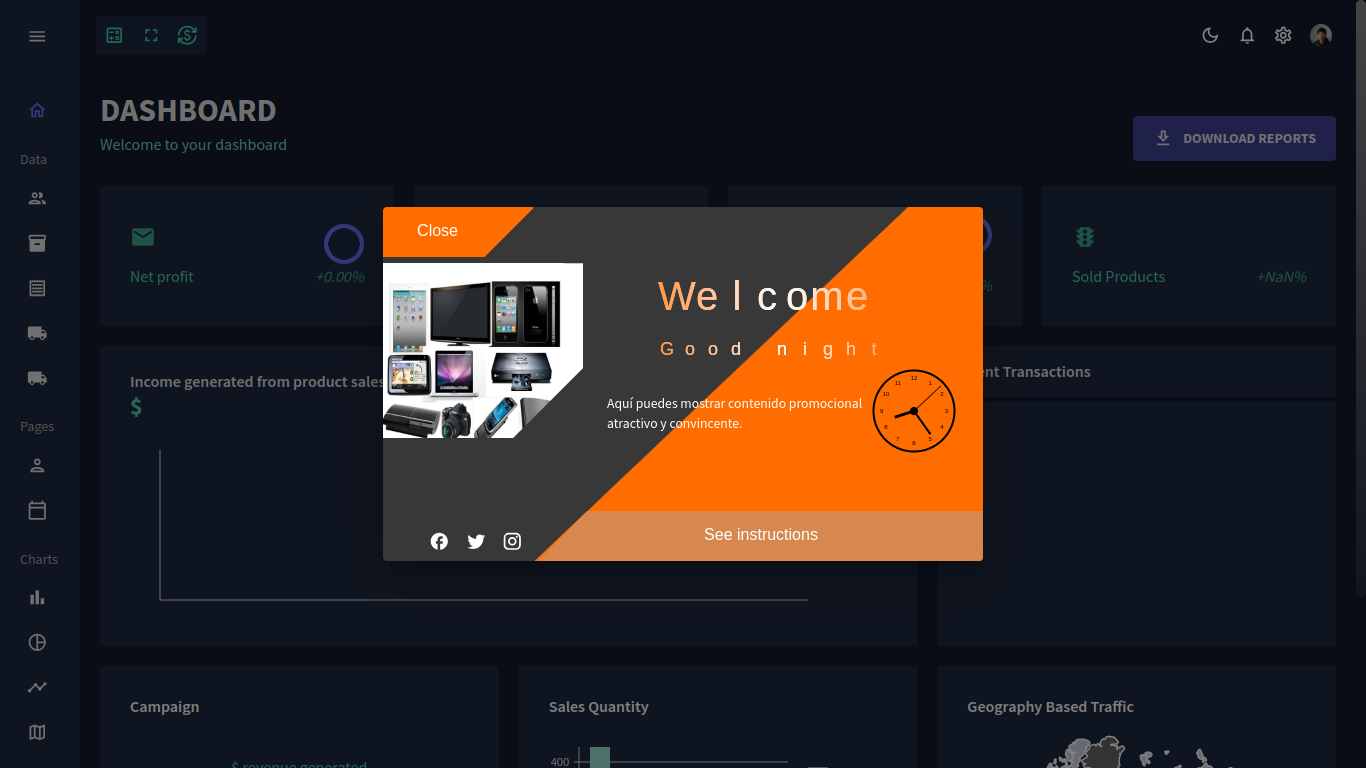 DASHBOARD
Welcome to your dashboard
DOWNLOAD REPORTS
Data
Pages
Charts
Net profit
+0.00%
%
Sold Products
+NaN%
Income generated from product sales
$
ent Transactions
Close
Welcome
Good night
Aquí puedes mostrar contenido promocional
atractivo y convincente.
12
1
2
3
4
5
6
7
8
9
10
11
See instructions
Campaign
$ revenue generated
Sales Quantity
400
Geography Based Traffic